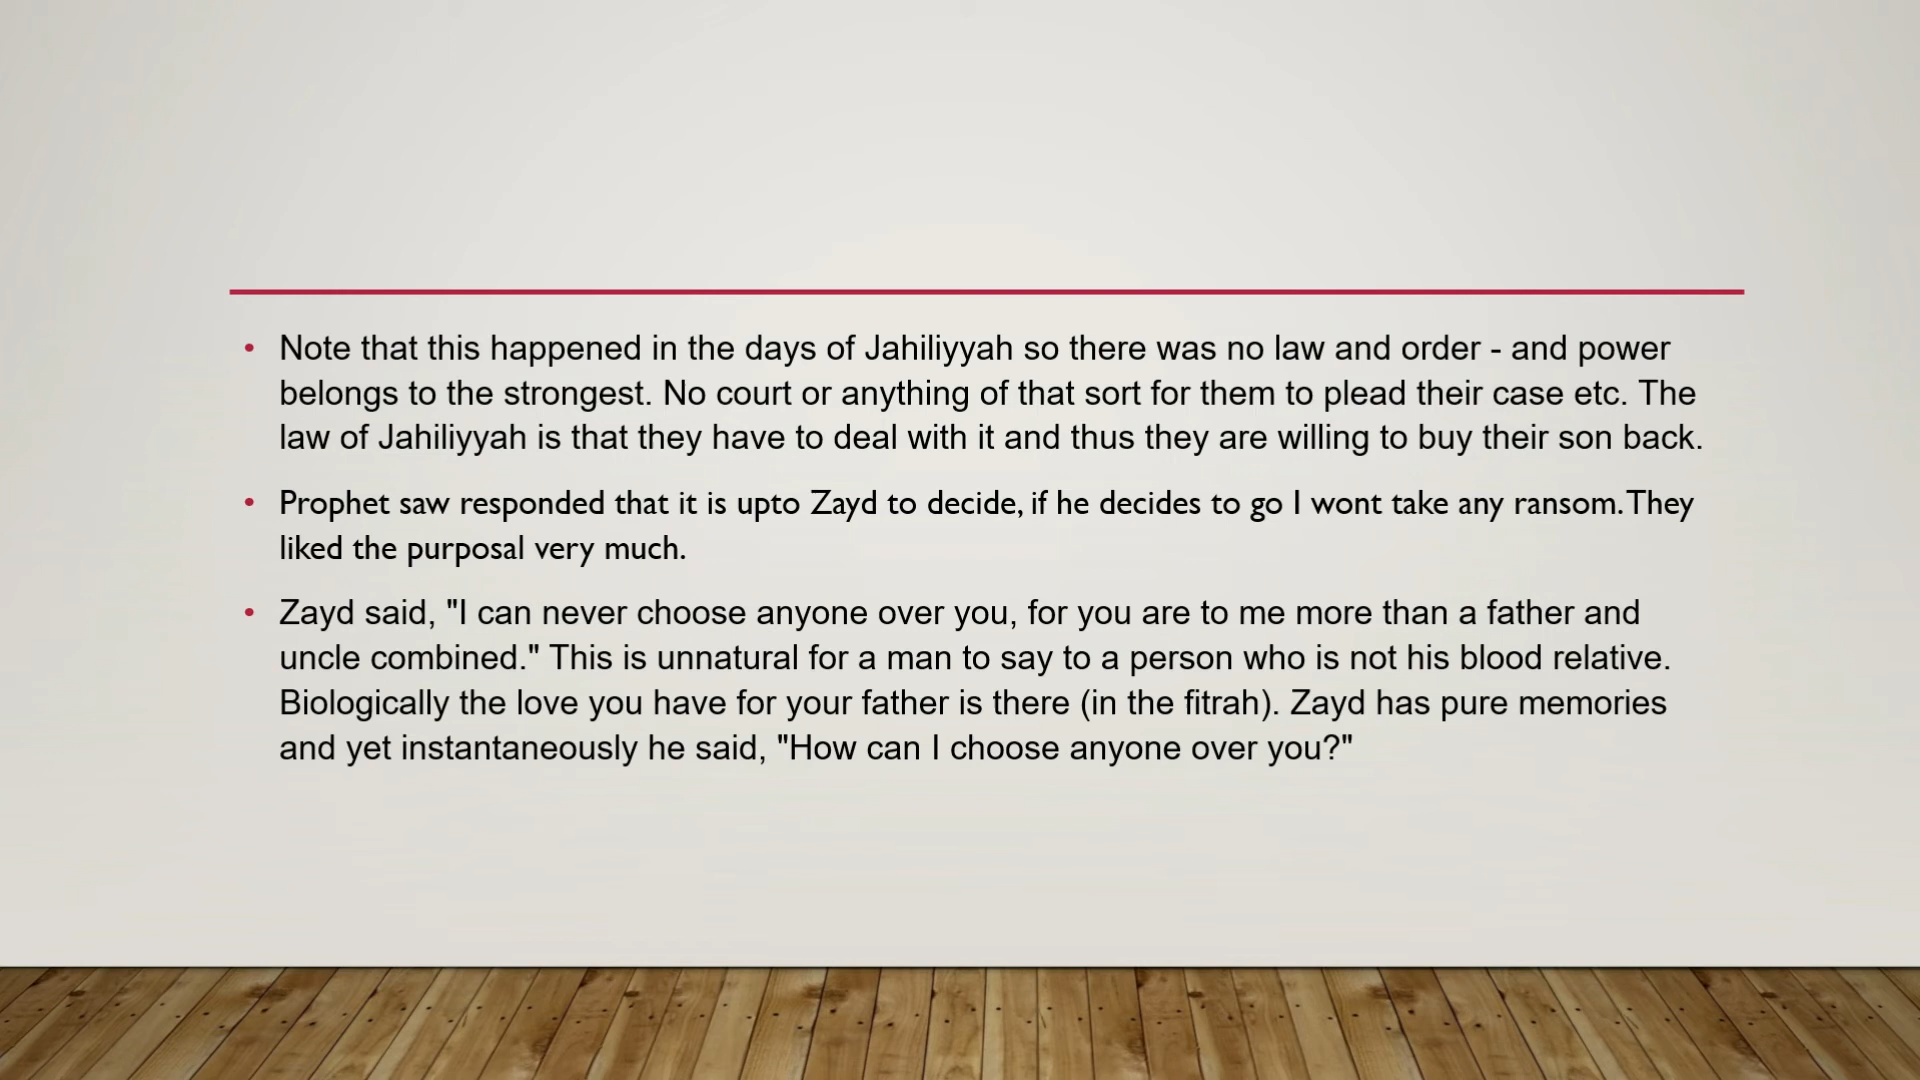 • Note that this happened in the days of Jahiliyyah so there was no law and order - and power
belongs to the strongest. No court or anything of that sort for them to plead their case etc. The
law of Jahiliyyah is that they have to deal with it and thus they are willing to buy their son back.
• Prophet saw responded that it is upto Zayd to decide, if he decides to go I wont take any ransom. They
liked the purposal very much.
• Zayd said, "I can never choose anyone over you, for you are to me more than a father and
uncle combined." This is unnatural for a man to say to a person who is not his blood relative.
Biologically the love you have for your father is there (in the fitrah). Zayd has pure memories
and yet instantaneously he said, "How can I choose anyone over you?"